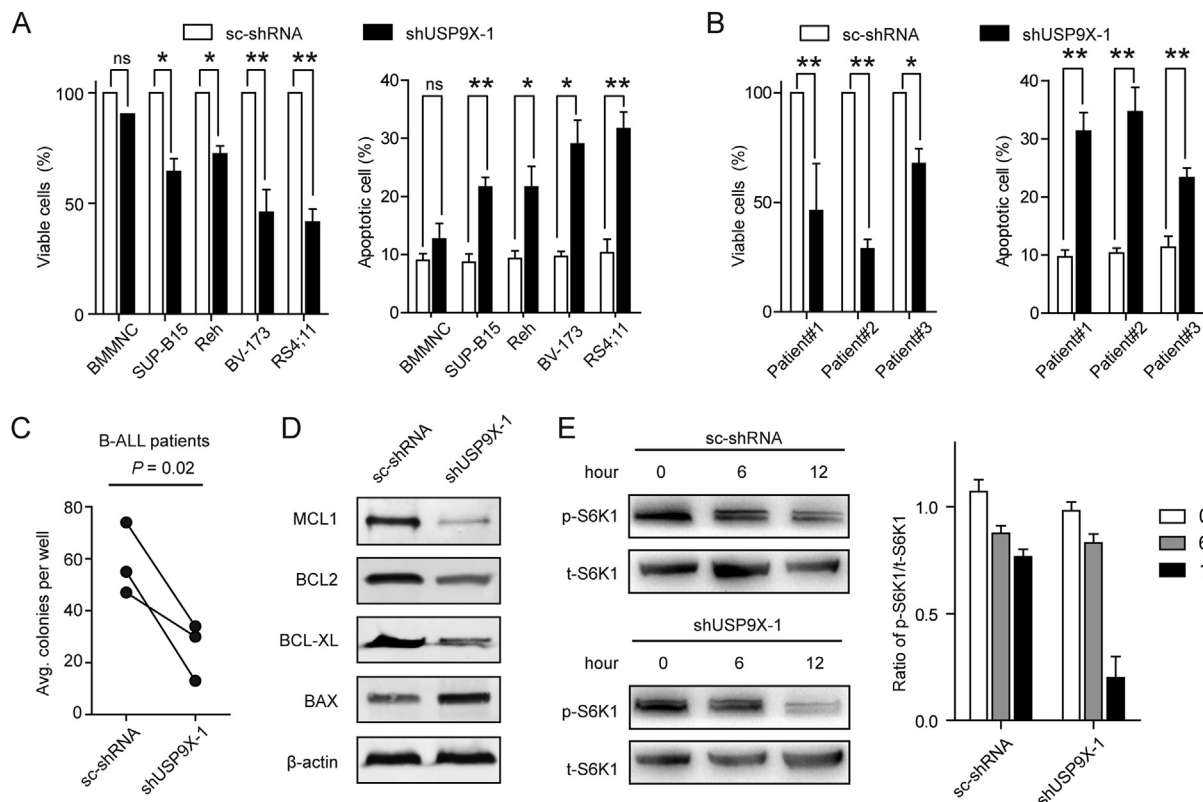 A
sc-shRNA
shUSP9X-1
B
sc-shRNA
shUSP9X-1
Viable cells (%)
100
50
0
ns
*
*
**
**
BMMNC
SUP-B15
Reh
BV-173
RS4;11
Apoptotic cell (%)
40
30
20
10
0
ns
**
*
*
**
BMMNC
SUP-B15
Reh
BV-173
RS4;11
Viable cells (%)
100
50
0
**
**
*
Patient#1
Patient#2
Patient#3
Apoptotic cell (%)
40
30
20
10
0
**
**
**
Patient#1
Patient#2
Patient#3
C
B-ALL patients
P = 0.02
Avg. colonies per well
80
60
40
20
0
sc-shRNA
shUSP9X-1
D
sc-shRNA
shUSP9X-1
MCL1
BCL2
BCL-XL
BAX
β-actin
E
sc-shRNA
hour 0 6 12
p-S6K1
t-S6K1
shUSP9X-1
hour 0 6 12
p-S6K1
t-S6K1
Ratio of p-S6K1/t-S6K1
1.0
0.5
0.0
sc-shRNA
shUSP9X-1
6